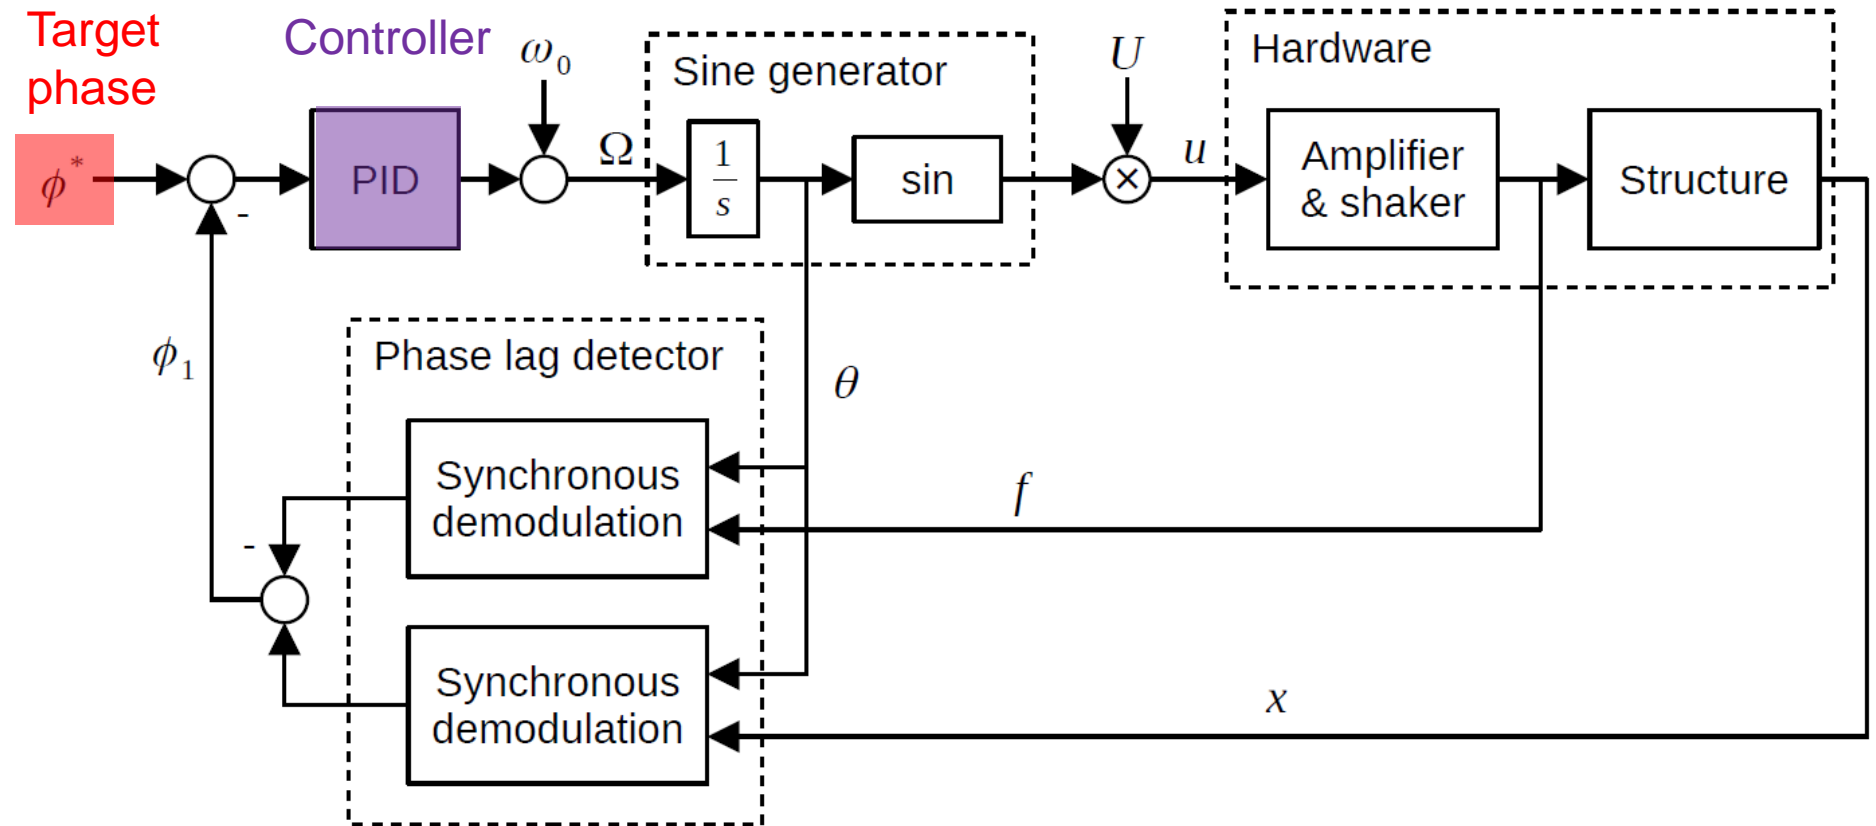 Target
phase
Controller
ω₀
Sine generator
U
Hardware
ϕ*
-
PID
Ω
1
s
sin
×
u
Amplifier
& shaker
Structure
ϕ₁
Phase lag detector
θ
Synchronous
demodulation
f
-
Synchronous
demodulation
x